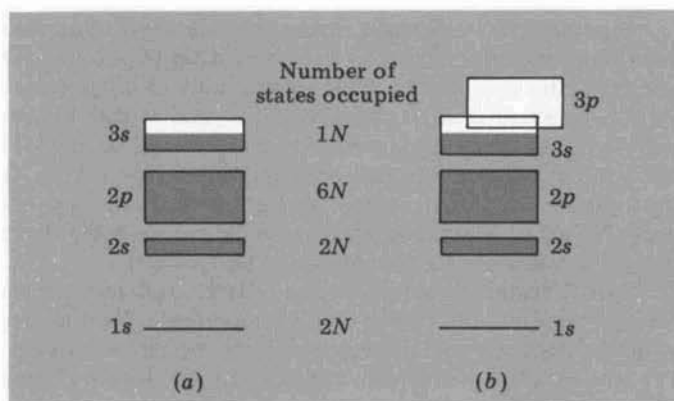 Number of
states occupied
3p
3s 1N
3s
2p 6N 2p
2s 2N 2s
1s 2N 1s
(a) (b)